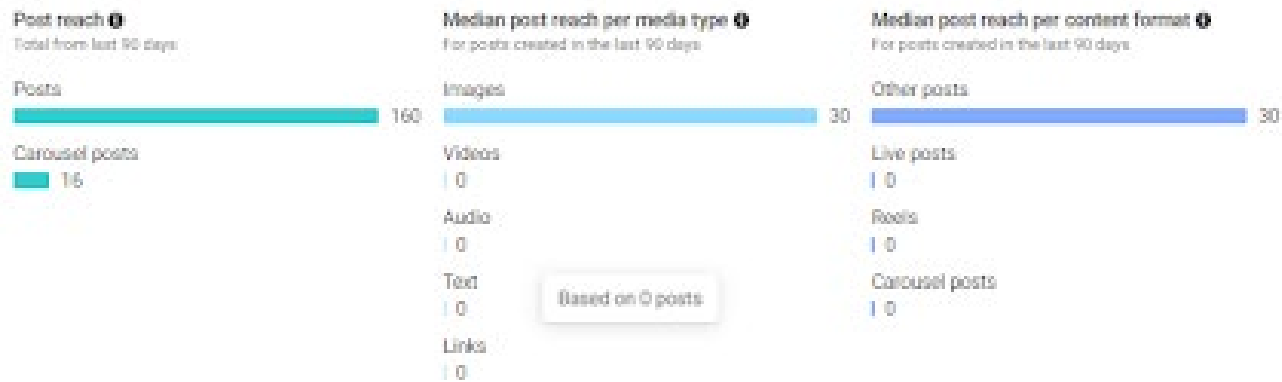 Post reach
Total from last 90 days
Posts
160
Carousel posts
16
Median post reach per media type
For posts created in the last 90 days
Images
30
Videos
0
Audio
0
Text
0
Based on 0 posts
Links
0
Median post reach per content format
For posts created in the last 90 days
Other posts
30
Live posts
0
Reels
0
Carousel posts
0